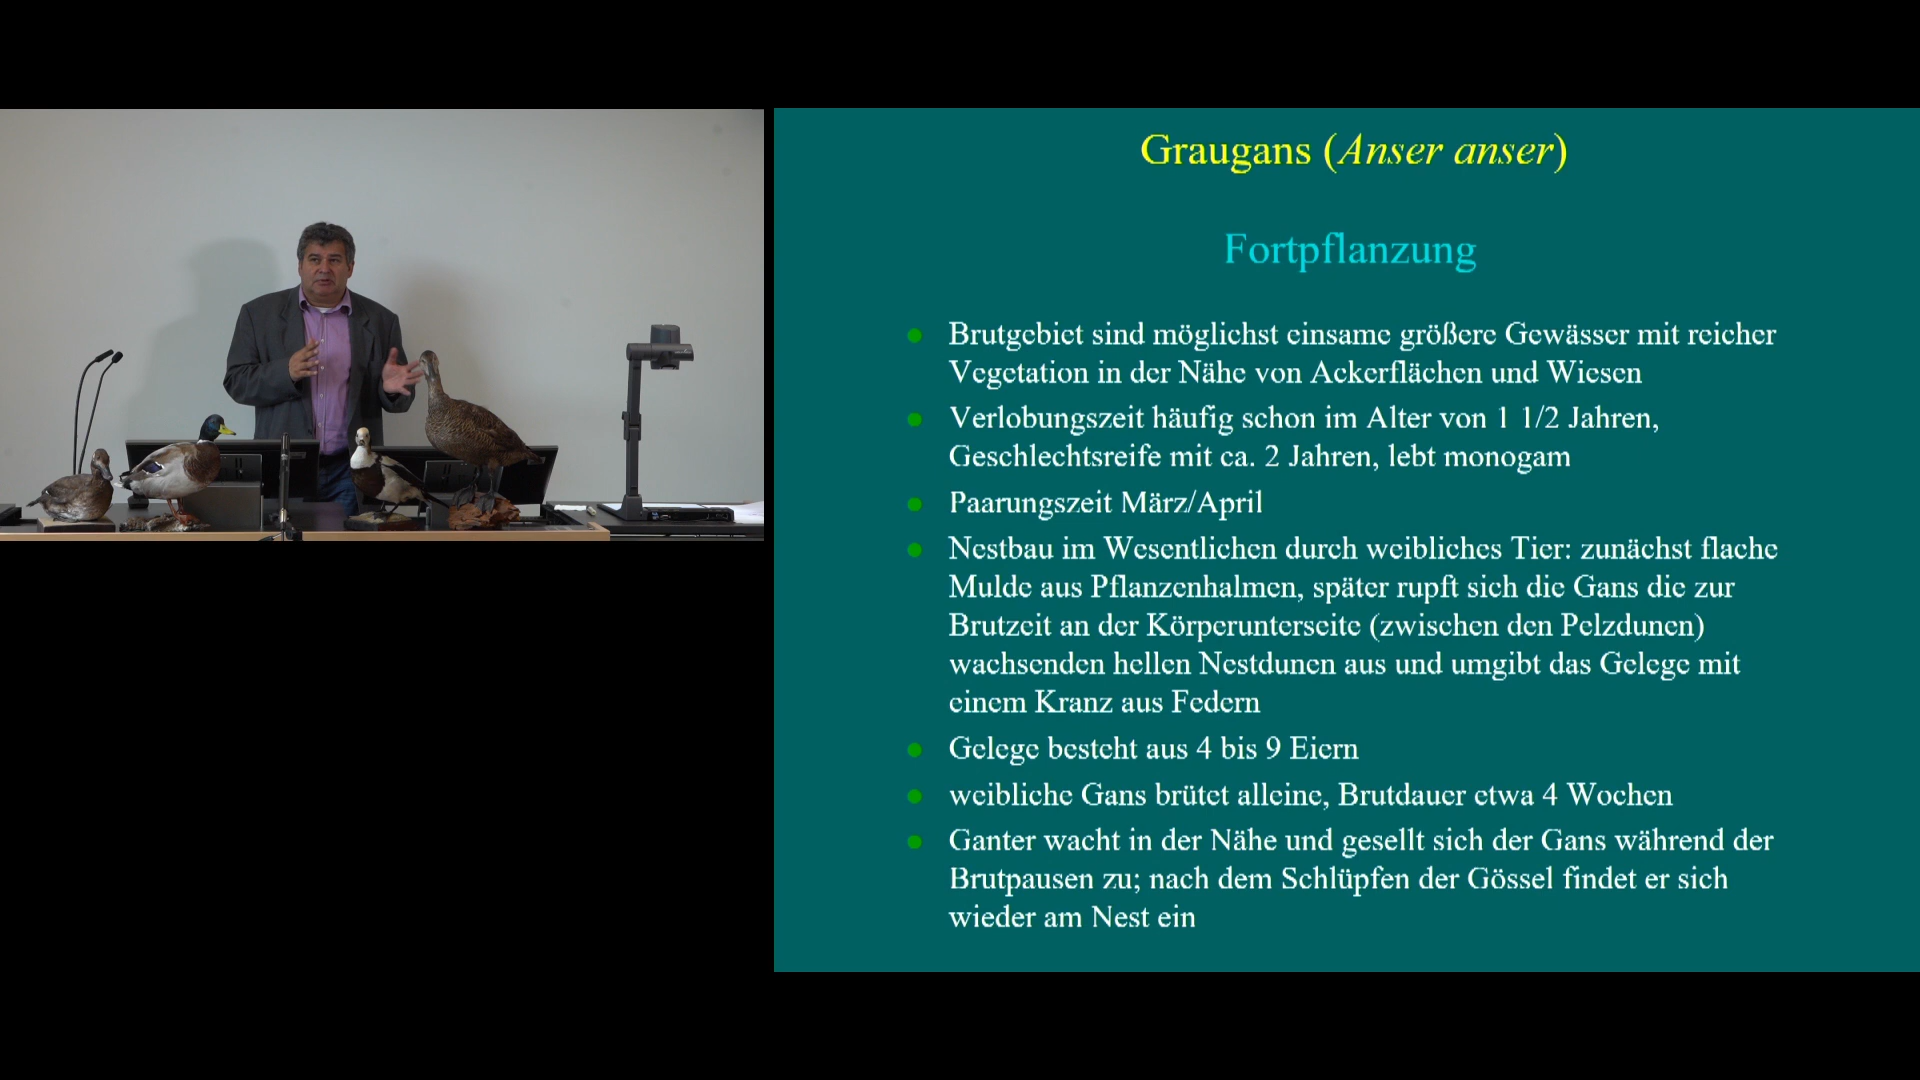 Graugans (Anser anser)
Fortpflanzung
Brutgebiet sind möglichst einsame größere Gewässer mit reicher
Vegetation in der Nähe von Ackerflächen und Wiesen
Verlobungszeit häufig schon im Alter von 1 1/2 Jahren,
Geschlechtsreife mit ca. 2 Jahren, lebt monogam
Paarungszeit März/April
Nestbau im Wesentlichen durch weibliches Tier: zunächst flache
Mulde aus Pflanzenhalmen, später rupft sich die Gans die zur
Brutzeit an der Körperunterseite (zwischen den Pelzdunen)
wachsenden hellen Nestdunen aus und umgibt das Gelege mit
einem Kranz aus Federn
Gelege besteht aus 4 bis 9 Eiern
weibliche Gans brütet alleine, Brutdauer etwa 4 Wochen
Ganter wacht in der Nähe und gesellt sich der Gans während der
Brutpausen zu; nach dem Schlüpfen der Gössel findet er sich
wieder am Nest ein